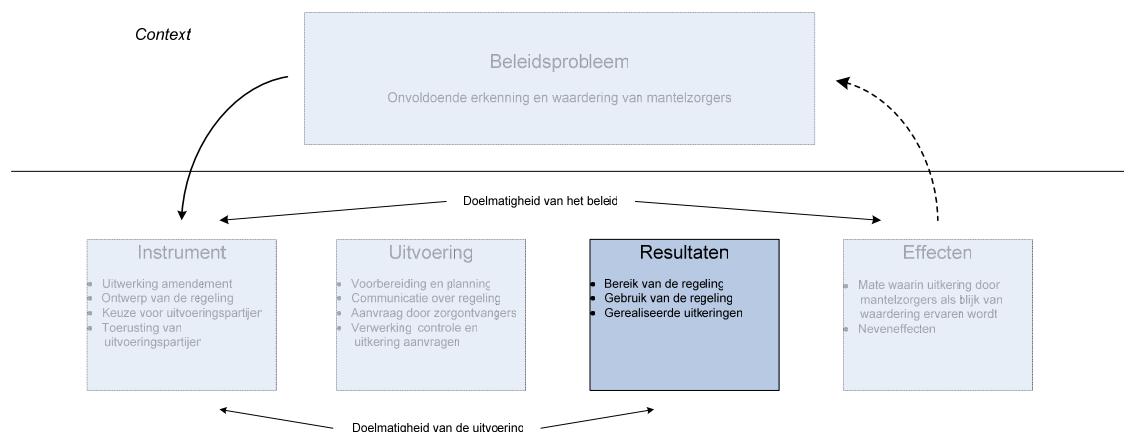 Context
Beleidsprobleem
Onvoldoende erkenning en waardering van mantelzorgers
Doelmatigheid van het beleid
Instrument
Uitwerking amendement
Ontwerp van de regeling
Keuze voor uitvoeringspartijen
Toerusting van
uitvoeringspartijen
Uitvoering
Voorbereiding en planning
Communicatie over regeling
Aanvraag door zorgontvangers
Verwerking controle en
uitkering aanvragen
Resultaten
Bereik van de regeling
Gebruik van de regeling
Gerealiseerde uitkeringen
Effecten
Mate waarin uitkering door
mantelzorgers als blijk van
waardering ervaren wordt
Neveneffecten
Doelmatigheid van de uitvoering